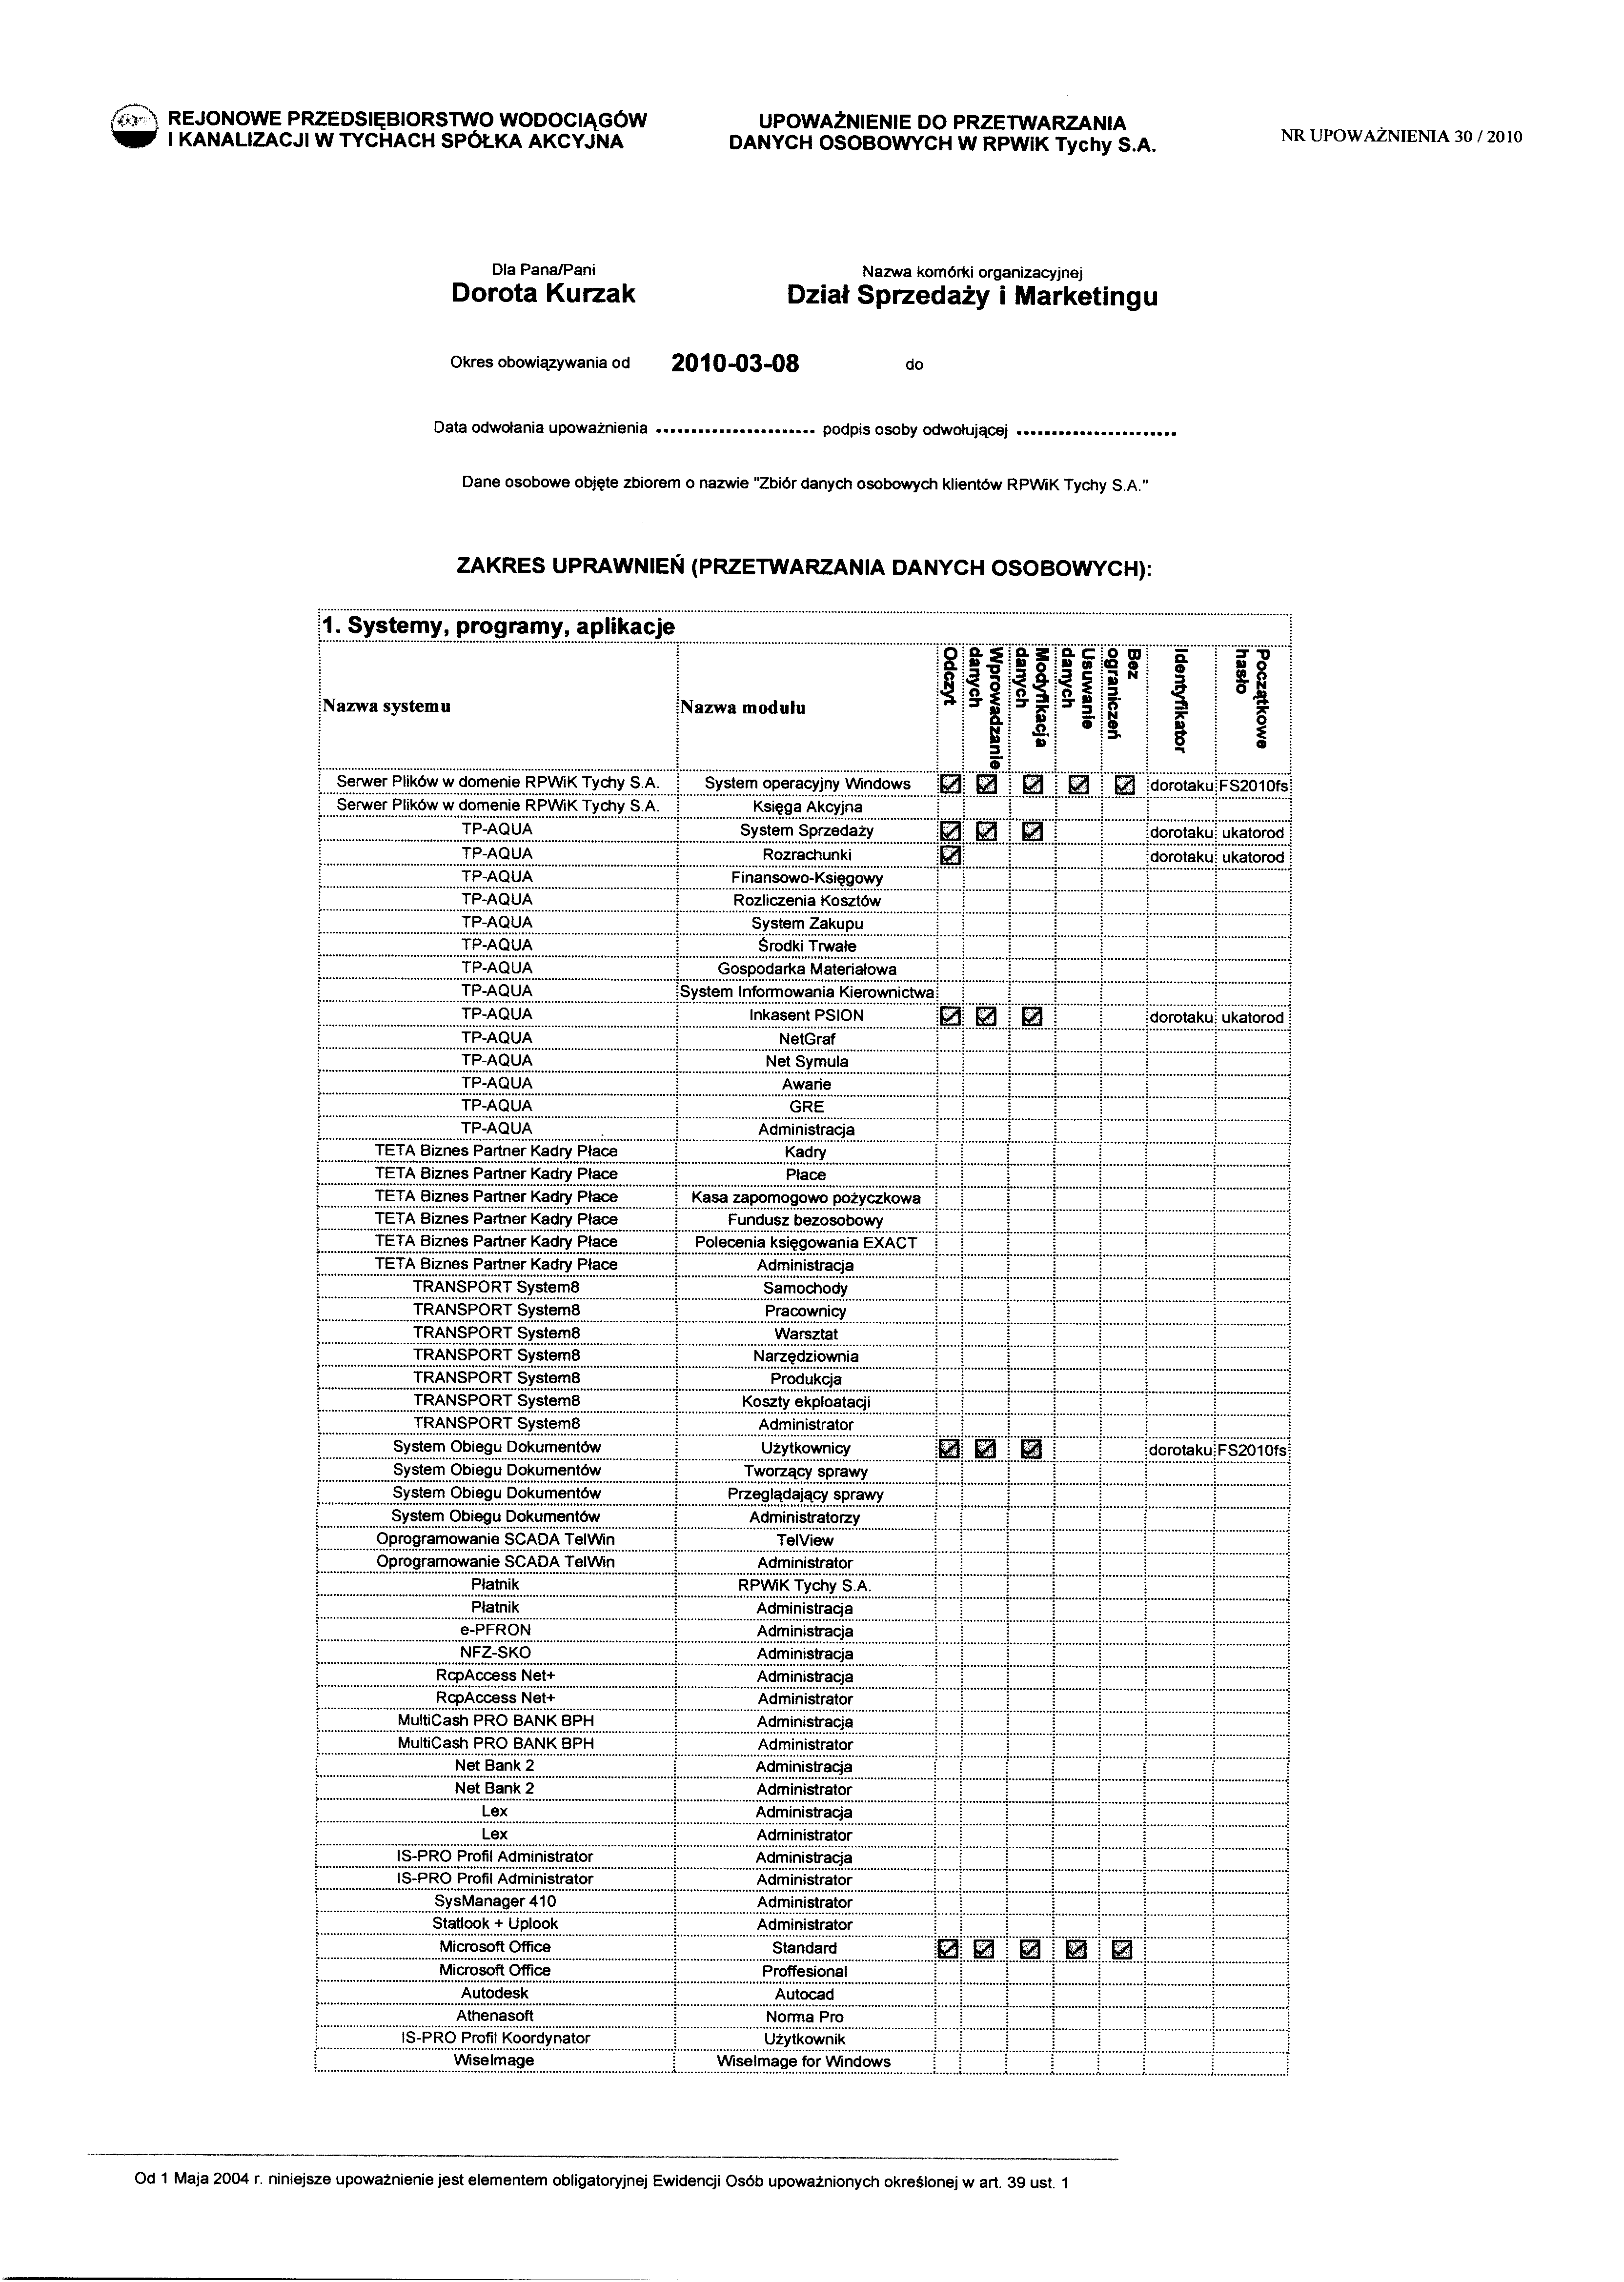 REJONOWE PRZEDSIĘBIORSTWO WODOCIĄGÓW
I KANALIZACJI W TYCHACH SPÓŁKA AKCYJNA
UPOWAŻNIENIE DO PRZETWARZANIA
DANYCH OSOBOWYCH W RPWiK Tychy S.A.
NR UPOWAŻNIENIA 30 / 2010
Dla Pana/Pani
Dorota Kurzak
Nazwa komórki organizacyjnej
Dział Sprzedaży i Marketingu
Okres obowiązywania od 2010-03-08 do
Data odwołania upoważnienia ....................... podpis osoby odwołującej .......................
Dane osobowe objęte zbiorem o nazwie "Zbiór danych osobowych klientów RPWiK Tychy S.A."
ZAKRES UPRAWNIEŃ (PRZETWARZANIA DANYCH OSOBOWYCH):
1. Systemy, programy, aplikacje
Nazwa systemu Nazwa modułu Odczyt Wprowadzanie danych Modyfikacja danych Usuwanie danych Bez ograniczeń Identyfikator Początkowe hasło
Serwer Plików w domenie RPWiK Tychy S.A. System operacyjny Windows ☑ ☑ ☑ ☑ ☑ dorotaku FS2010fs
Serwer Plików w domenie RPWiK Tychy S.A. Księga Akcyjna
TP-AQUA System Sprzedaży ☑ ☑ ☑ dorotaku ukatorod
TP-AQUA Rozrachunki ☑ dorotaku ukatorod
TP-AQUA Finansowo-Księgowy
TP-AQUA Rozliczenia Kosztów
TP-AQUA System Zakupu
TP-AQUA Środki Trwałe
TP-AQUA Gospodarka Materiałowa
TP-AQUA System Informowania Kierownictwa
TP-AQUA Inkasent PSION ☑ ☑ ☑ dorotaku ukatorod
TP-AQUA NetGraf
TP-AQUA Net Symula
TP-AQUA Awarie
TP-AQUA GRE
TP-AQUA Administracja
TETA Biznes Partner Kadry Płace Kadry
TETA Biznes Partner Kadry Płace Płace
TETA Biznes Partner Kadry Płace Kasa zapomogowo pożyczkowa
TETA Biznes Partner Kadry Płace Fundusz bezosobowy
TETA Biznes Partner Kadry Płace Polecenia księgowania EXACT
TETA Biznes Partner Kadry Płace Administracja
TRANSPORT System8 Samochody
TRANSPORT System8 Pracownicy
TRANSPORT System8 Warsztat
TRANSPORT System8 Narzędziownia
TRANSPORT System8 Produkcja
TRANSPORT System8 Koszty ekploatacji
TRANSPORT System8 Administrator
System Obiegu Dokumentów Użytkownicy ☑ ☑ ☑ dorotaku FS2010fs
System Obiegu Dokumentów Tworzący sprawy
System Obiegu Dokumentów Przeglądający sprawy
System Obiegu Dokumentów Administratorzy
Oprogramowanie SCADA TelWin TelView
Oprogramowanie SCADA TelWin Administrator
Płatnik RPWiK Tychy S.A.
Płatnik Administracja
e-PFRON Administracja
NFZ-SKO Administracja
RcpAccess Net+ Administracja
RcpAccess Net+ Administrator
MultiCash PRO BANK BPH Administracja
MultiCash PRO BANK BPH Administrator
Net Bank 2 Administracja
Net Bank 2 Administrator
Lex Administracja
Lex Administrator
IS-PRO Profil Administrator Administracja
IS-PRO Profil Administrator Administrator
SysManager 410 Administrator
Statlook + Uplook Administrator
Microsoft Office Standard ☑ ☑ ☑ ☑ ☑
Microsoft Office Proffesional
Autodesk Autocad
Athenasoft Norma Pro
IS-PRO Profil Koordynator Użytkownik
WiseImage WiseImage for Windows
Od 1 Maja 2004 r. niniejsze upoważnienie jest elementem obligatoryjnej Ewidencji Osób upoważnionych określonej w art. 39 ust. 1